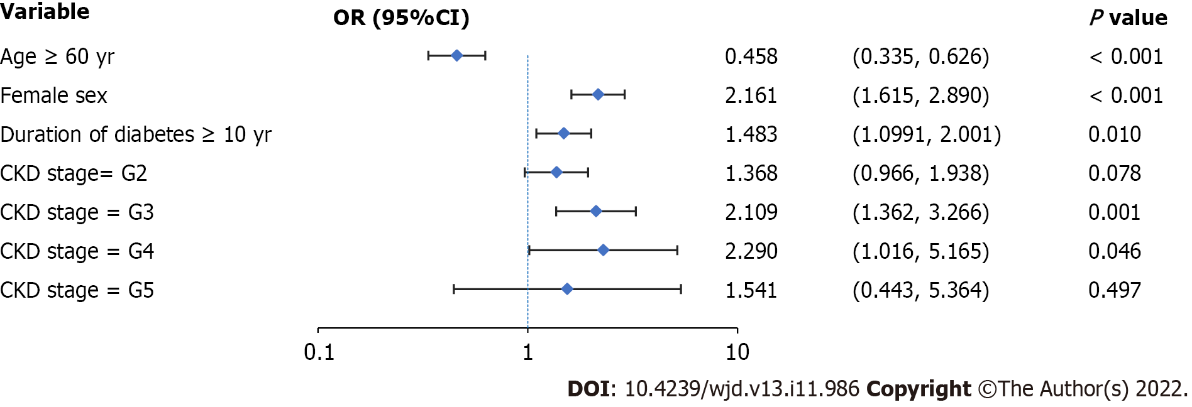 Variable OR (95%CI) P value
Age ≥ 60 yr 0.458 (0.335, 0.626) < 0.001
Female sex 2.161 (1.615, 2.890) < 0.001
Duration of diabetes ≥ 10 yr 1.483 (1.0991, 2.001) 0.010
CKD stage= G2 1.368 (0.966, 1.938) 0.078
CKD stage = G3 2.109 (1.362, 3.266) 0.001
CKD stage = G4 2.290 (1.016, 5.165) 0.046
CKD stage = G5 1.541 (0.443, 5.364) 0.497
0.1 1 10
DOI: 10.4239/wjd.v13.i11.986 Copyright ©The Author(s) 2022.